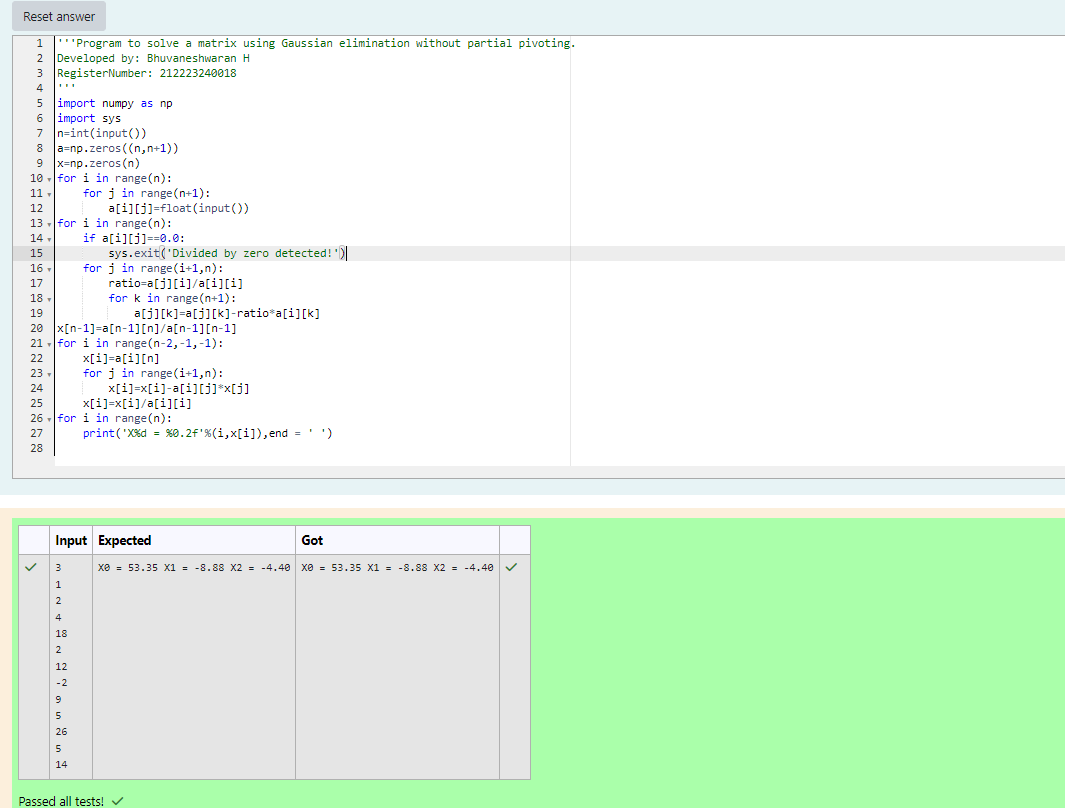 Reset answer
1 '''Program to solve a matrix using Gaussian elimination without partial pivoting.
2 Developed by: Bhuvaneshwaran H
3 RegisterNumber: 212223240018
4 '''
5 import numpy as np
6 import sys
7 n=int(input())
8 a=np.zeros((n,n+1))
9 x=np.zeros(n)
10 for i in range(n):
11     for j in range(n+1):
12         a[i][j]=float(input())
13 for i in range(n):
14     if a[i][j]==0.0:
15         sys.exit('Divided by zero detected!')
16     for j in range(i+1,n):
17         ratio=a[j][i]/a[i][i]
18         for k in range(n+1):
19             a[j][k]=a[j][k]-ratio*a[i][k]
20 x[n-1]=a[n-1][n]/a[n-1][n-1]
21 for i in range(n-2,-1,-1):
22     x[i]=a[i][n]
23     for j in range(i+1,n):
24         x[i]=x[i]-a[i][j]*x[j]
25     x[i]=x[i]/a[i][i]
26 for i in range(n):
27     print('X%d = %0.2f'%(i,x[i]),end = ' ')
28
Input Expected Got
3 X0 = 53.35 X1 = -8.88 X2 = -4.40 X0 = 53.35 X1 = -8.88 X2 = -4.40
1
2
4
18
2
12
-2
9
5
26
5
14
Passed all tests!